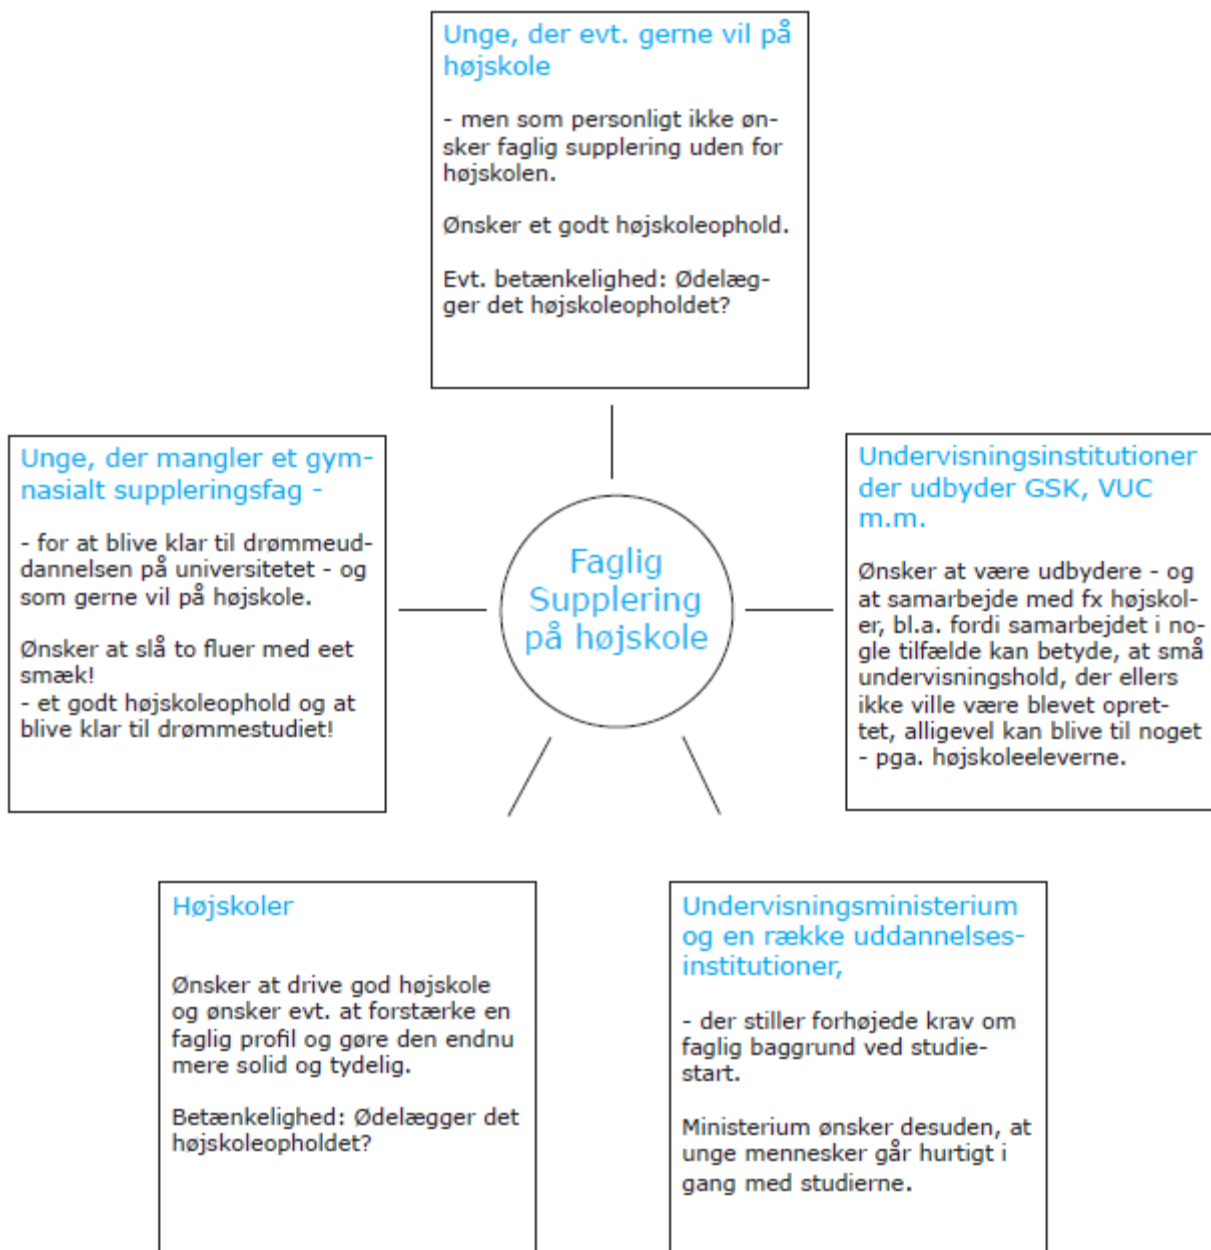 Unge, der evt. gerne vil på
højskole
- men som personligt ikke øn-
sker faglig supplering uden for
højskolen.
Ønsker et godt højskoleophold.
Evt. betænkelighed: Ødelæg-
ger det højskoleopholdet?
Unge, der mangler et gym-
nasialt suppleringsfag -
- for at blive klar til drømmeud-
dannelsen på universitetet - og
som gerne vil på højskole.
Ønsker at slå to fluer med eet
smæk!
- et godt højskoleophold og at
blive klar til drømmestudiet!
Faglig
Supplering
på højskole
Undervisningsinstitutioner
der udbyder GSK, VUC
m.m.
Ønsker at være udbydere - og
at samarbejde med fx højskol-
er, bl.a. fordi samarbejdet i no-
gle tilfælde kan betyde, at små
undervisningshold, der ellers
ikke ville være blevet opret-
tet, alligevel kan blive til noget
- pga. højskoleeleverne.
Højskoler
Ønsker at drive god højskole
og ønsker evt. at forstærke en
faglig profil og gøre den endnu
mere solid og tydelig.
Betænkelighed: Ødelægger det
højskoleopholdet?
Undervisningsministerium
og en række uddannelses-
institutioner,
- der stiller forhøjede krav om
faglig baggrund ved studie-
start.
Ministerium ønsker desuden, at
unge mennesker går hurtigt i
gang med studierne.